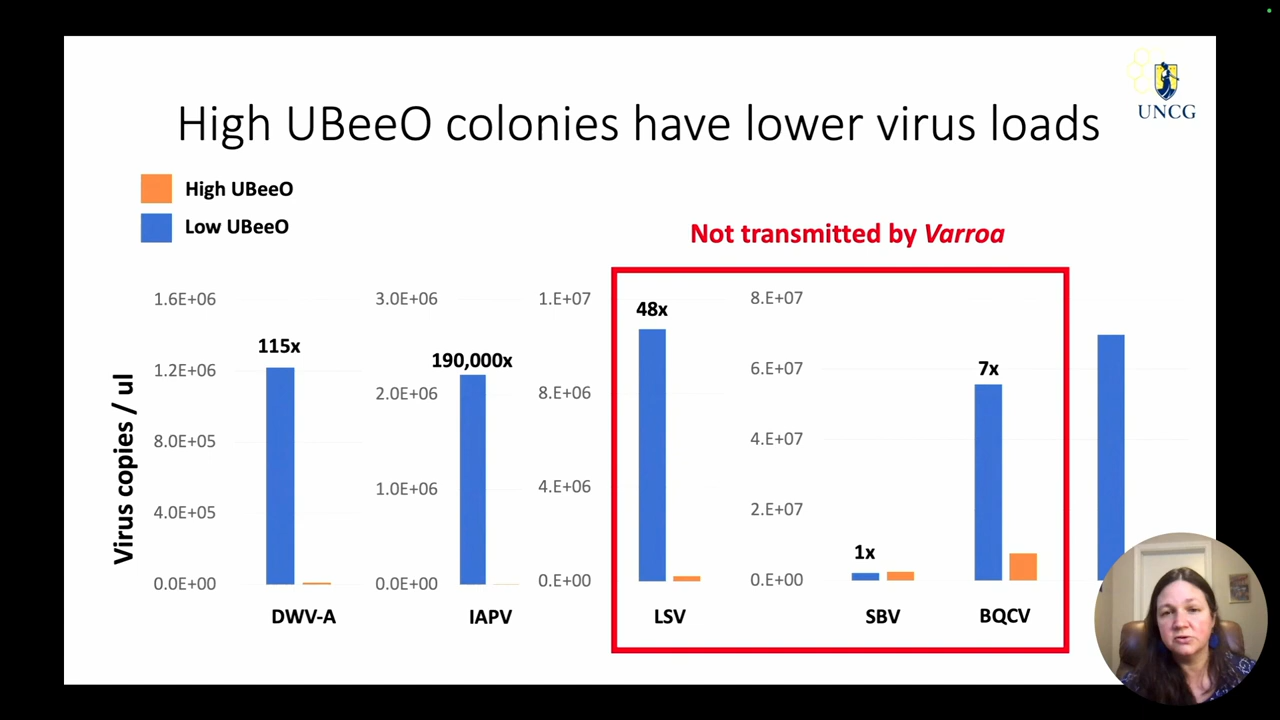 UNCG
High UBeeO colonies have lower virus loads
High UBeeO
Low UBeeO
Not transmitted by Varroa
Virus copies / ul
1.6E+06
1.2E+06
8.0E+05
4.0E+05
0.0E+00
115x
DWV-A
3.0E+06
2.0E+06
1.0E+06
0.0E+00
190,000x
IAPV
1.E+07
8.E+06
4.E+06
0.E+00
48x
LSV
8.E+07
6.E+07
4.E+07
2.E+07
0.E+00
1x
SBV
7x
BQCV